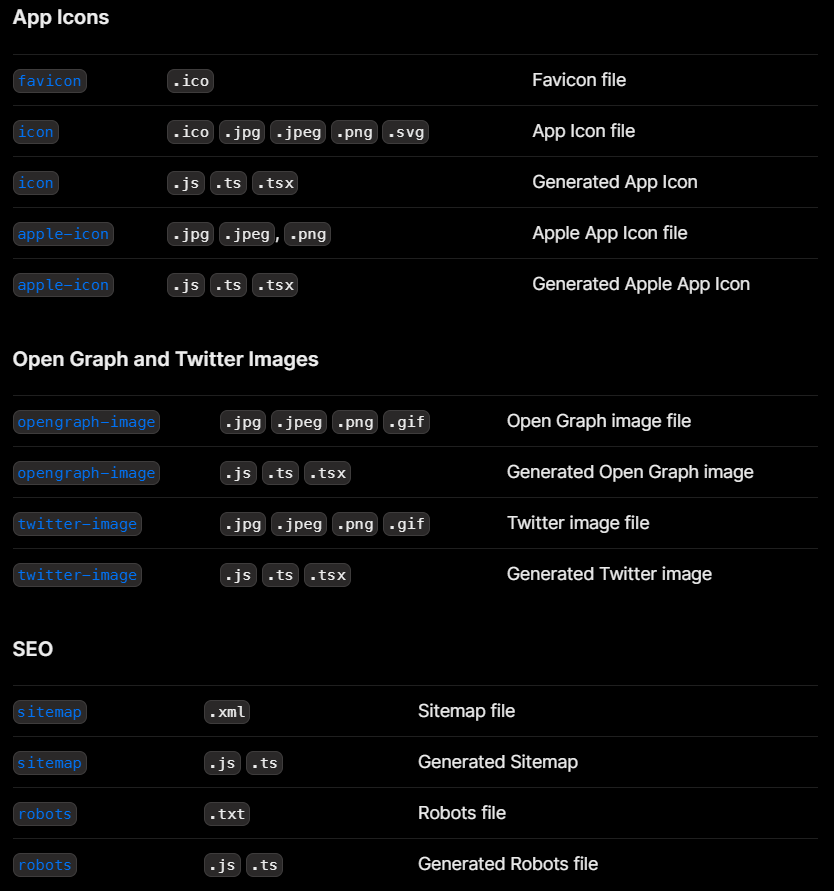 App Icons
favicon .ico Favicon file
icon .ico .jpg .jpeg .png .svg App Icon file
icon .js .ts .tsx Generated App Icon
apple-icon .jpg .jpeg, .png Apple App Icon file
apple-icon .js .ts .tsx Generated Apple App Icon
Open Graph and Twitter Images
opengraph-image .jpg .jpeg .png .gif Open Graph image file
opengraph-image .js .ts .tsx Generated Open Graph image
twitter-image .jpg .jpeg .png .gif Twitter image file
twitter-image .js .ts .tsx Generated Twitter image
SEO
sitemap .xml Sitemap file
sitemap .js .ts Generated Sitemap
robots .txt Robots file
robots .js .ts Generated Robots file